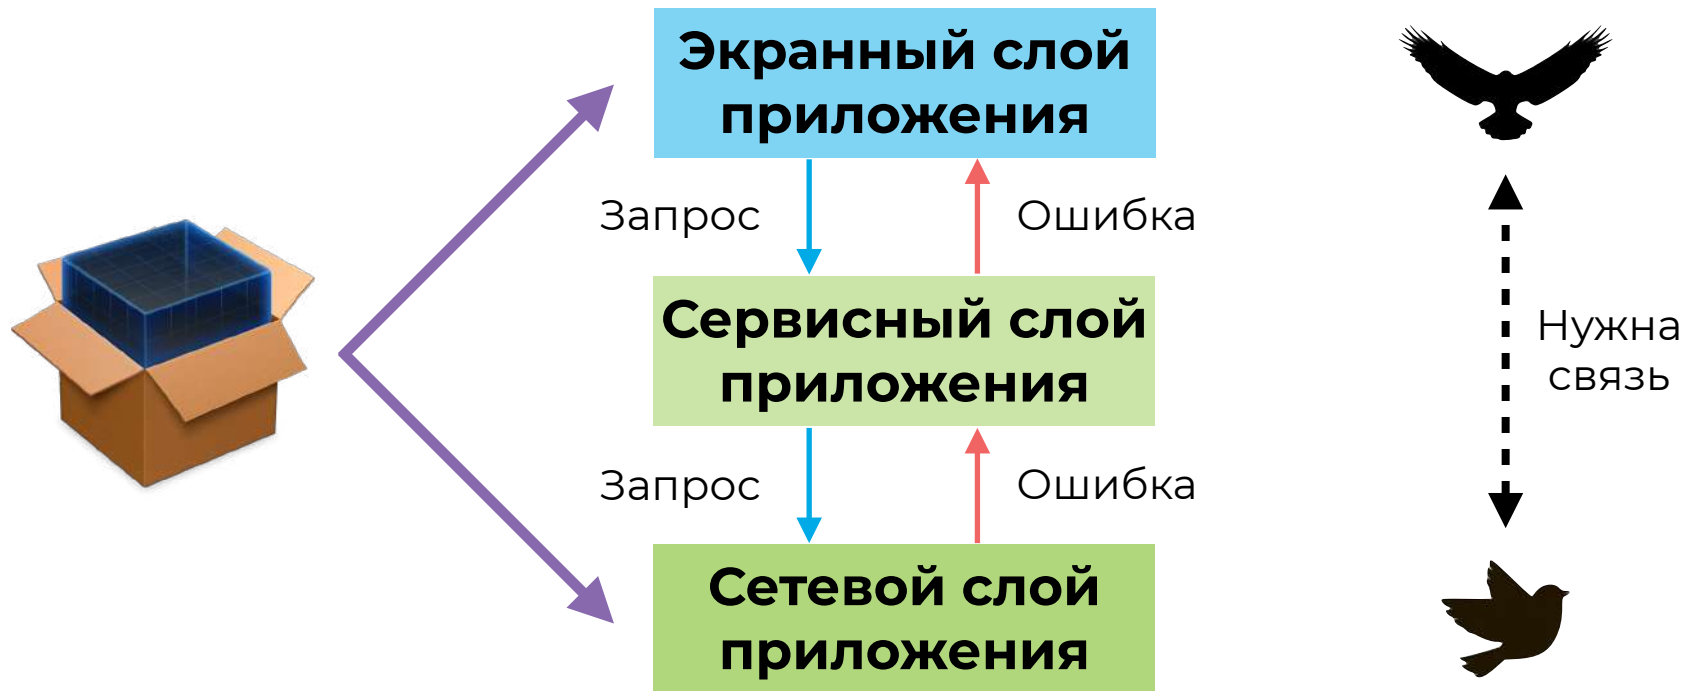 Экранный слой
приложения
Запрос
Ошибка
Сервисный слой
приложения
Нужна
связь
Запрос
Ошибка
Сетевой слой
приложения